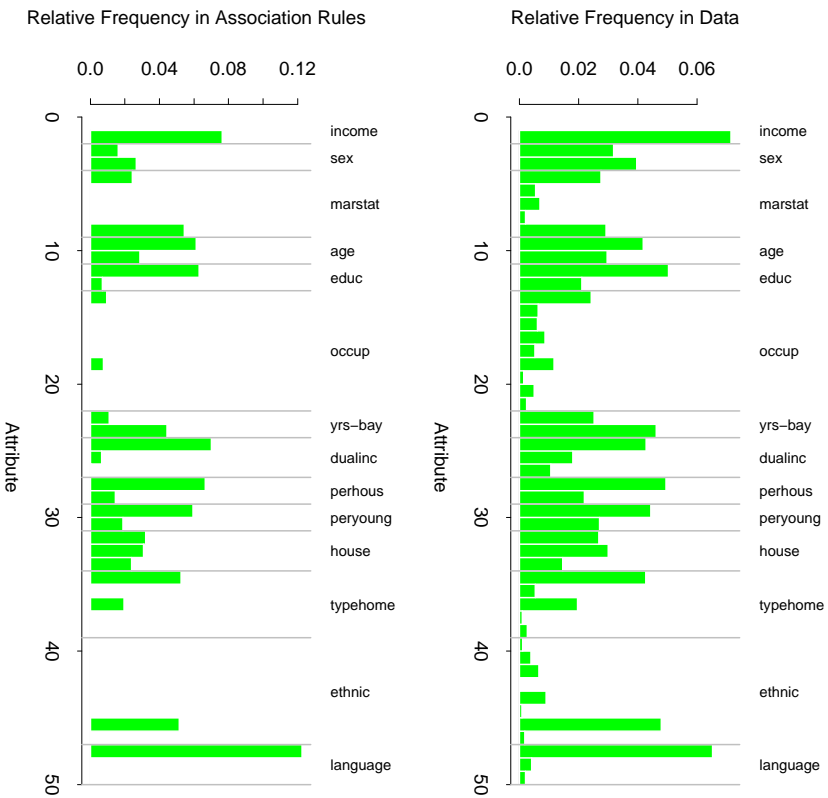 Relative Frequency in Association Rules
0.0 0.04 0.08 0.12
income
sex
marstat
age
educ
occup
yrs−bay
dualinc
perhous
peryoung
house
typehome
ethnic
language
0
10
20
30
40
50
Attribute
Relative Frequency in Data
0.0 0.02 0.04 0.06
income
sex
marstat
age
educ
occup
yrs−bay
dualinc
perhous
peryoung
house
typehome
ethnic
language
0
10
20
30
40
50
Attribute